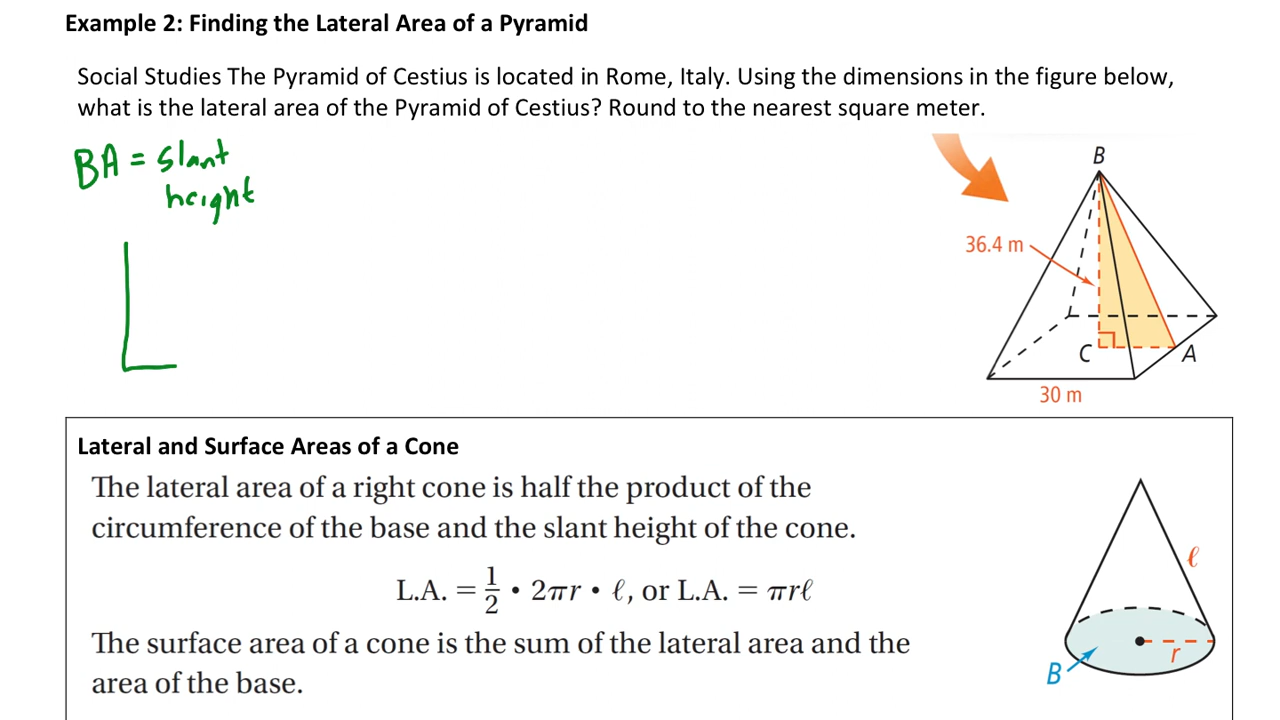 Example 2: Finding the Lateral Area of a Pyramid
Social Studies The Pyramid of Cestius is located in Rome, Italy. Using the dimensions in the figure below,
what is the lateral area of the Pyramid of Cestius? Round to the nearest square meter.
BA = slant
height
B
36.4 m
C
A
30 m
Lateral and Surface Areas of a Cone
The lateral area of a right cone is half the product of the
circumference of the base and the slant height of the cone.
L.A. = 1/2 • 2πr • ℓ, or L.A. = πrℓ
The surface area of a cone is the sum of the lateral area and the
area of the base.
ℓ
r
B